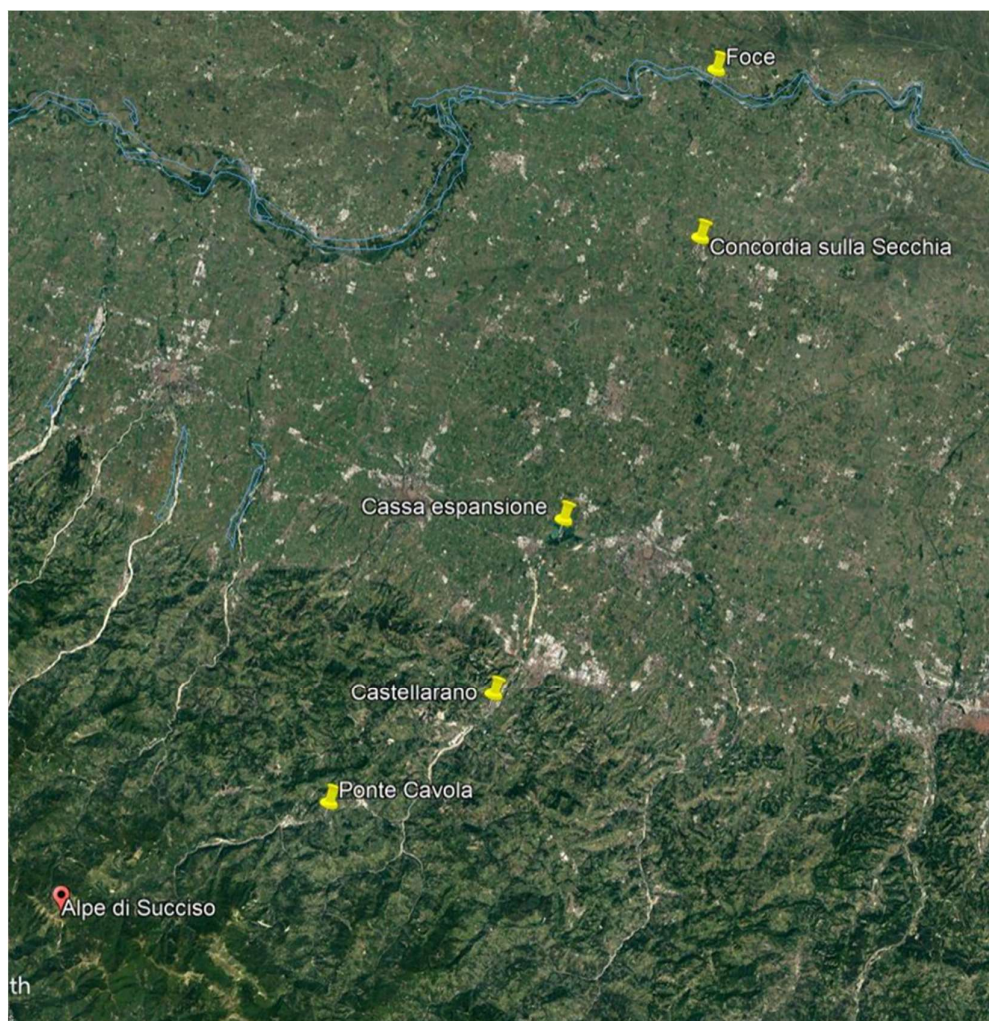 Foce
Concordia sulla Secchia
Cassa espansione
Castellarano
Ponte Cavola
Alpe di Succiso
th